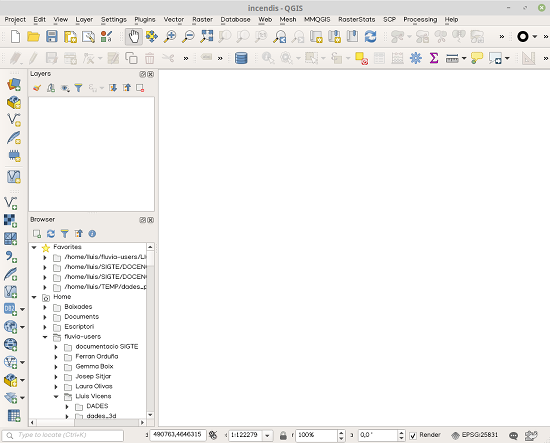 incendis - QGIS
Project Edit View Layer Settings Plugins Vector Raster Database Web Mesh MMQGIS RasterStats SCP Processing Help
Layers
Browser
Favorites
/home/lluis/fluvia-users/Ll
/home/lluis/SIGTE/DOCENC
/home/lluis/SIGTE/DOCENC
/home/lluis/TEMP/dades_p
Home
Baixades
Documents
Escriptori
fluvia-users
documentacio SIGTE
Ferran Orduña
Gemma Boix
Josep Sitjar
Laura Olivas
Lluis Vicens
DADES
dades_3d
Type to locate (Ctrl+K) 490763,4646315 1:122279 100% 0,0 ° Render EPSG:25831